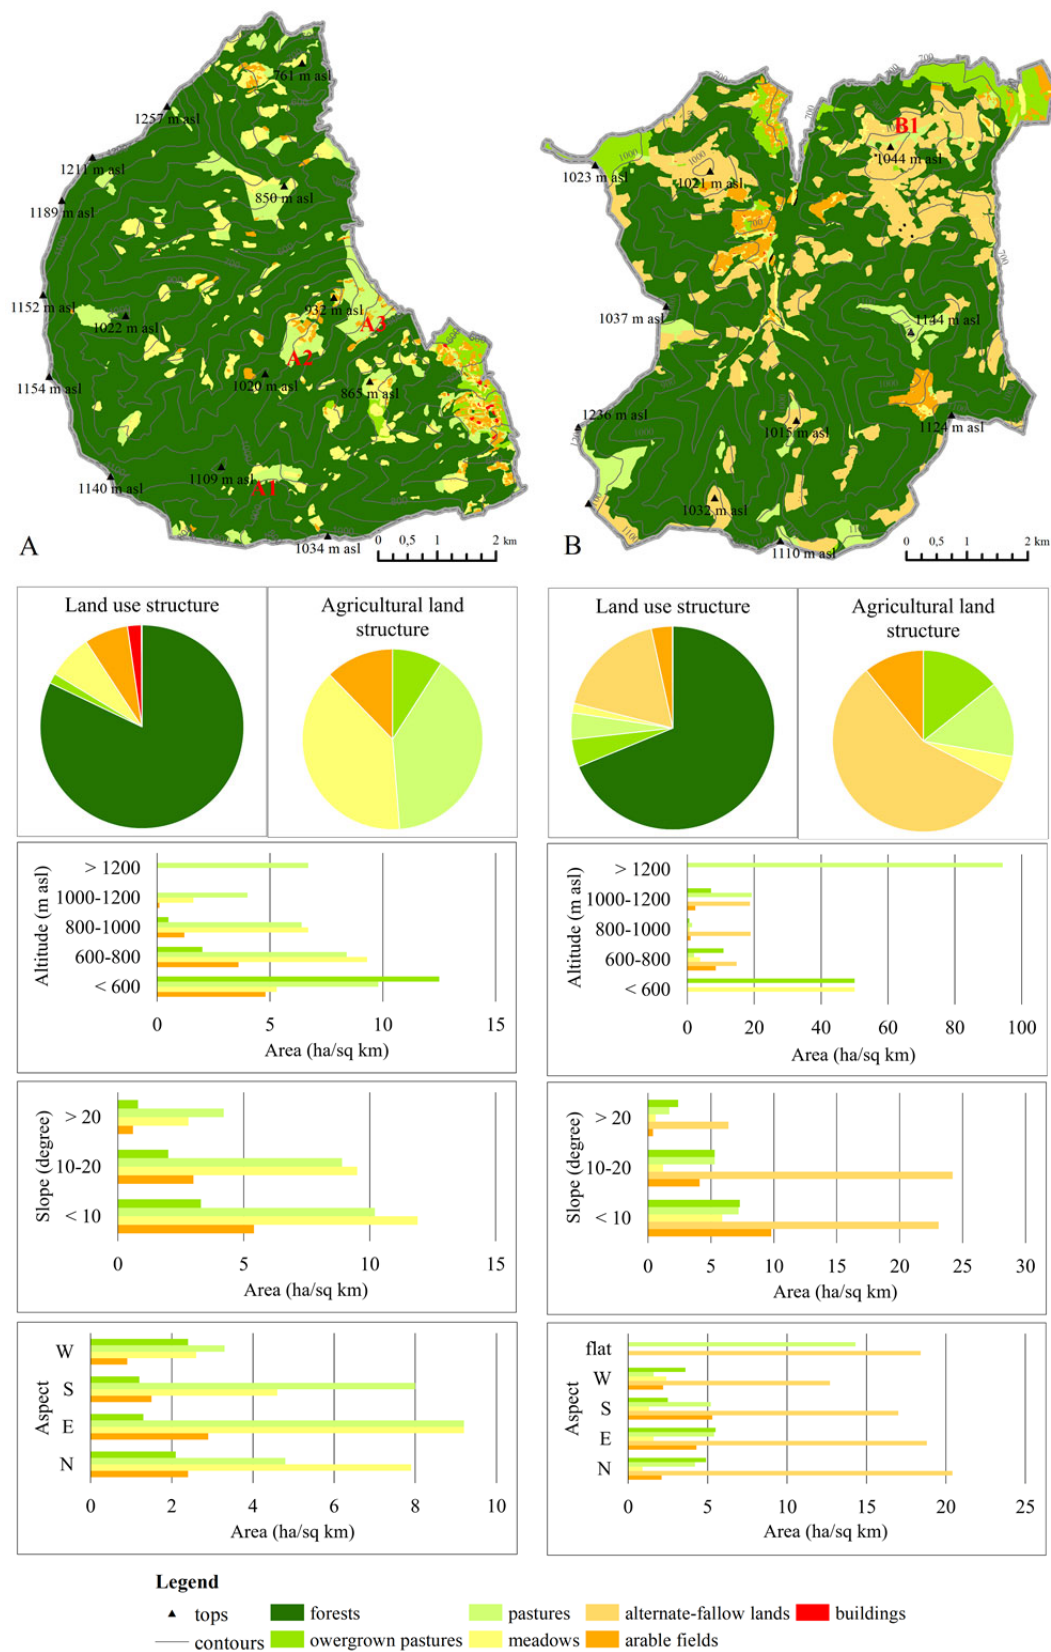 761 m asl
1257 m asl
1211 m asl
1189 m asl
850 m asl
1152 m asl
1022 m asl
932 m asl
A3
A2
1154 m asl
1020 m asl
865 m asl
1109 m asl
A1
1140 m asl
1034 m asl
A
0 0,5 1 2 km
700
700
700
B1
1044 m asl
1000
1023 m asl
1021 m asl
700
700
1037 m asl
1144 m asl
1000
1236 m asl
1015 m asl
1124 m asl
1032 m asl
1100
1110 m asl
B
0 0,5 1 2 km
Land use structure
Agricultural land
structure
Land use structure
Agricultural land
structure
Altitude (m asl)
> 1200
1000-1200
800-1000
600-800
< 600
0 5 10 15
Area (ha/sq km)
Altitude (m asl)
> 1200
1000-1200
800-1000
600-800
< 600
0 20 40 60 80 100
Area (ha/sq km)
Slope (degree)
> 20
10-20
< 10
0 5 10 15
Area (ha/sq km)
Slope (degree)
> 20
10-20
< 10
0 5 10 15 20 25 30
Area (ha/sq km)
Aspect
W
S
E
N
0 2 4 6 8 10
Area (ha/sq km)
Aspect
flat
W
S
E
N
0 5 10 15 20 25
Area (ha/sq km)
Legend
tops forests pastures alternate-fallow lands buildings
contours owergrown pastures meadows arable fields